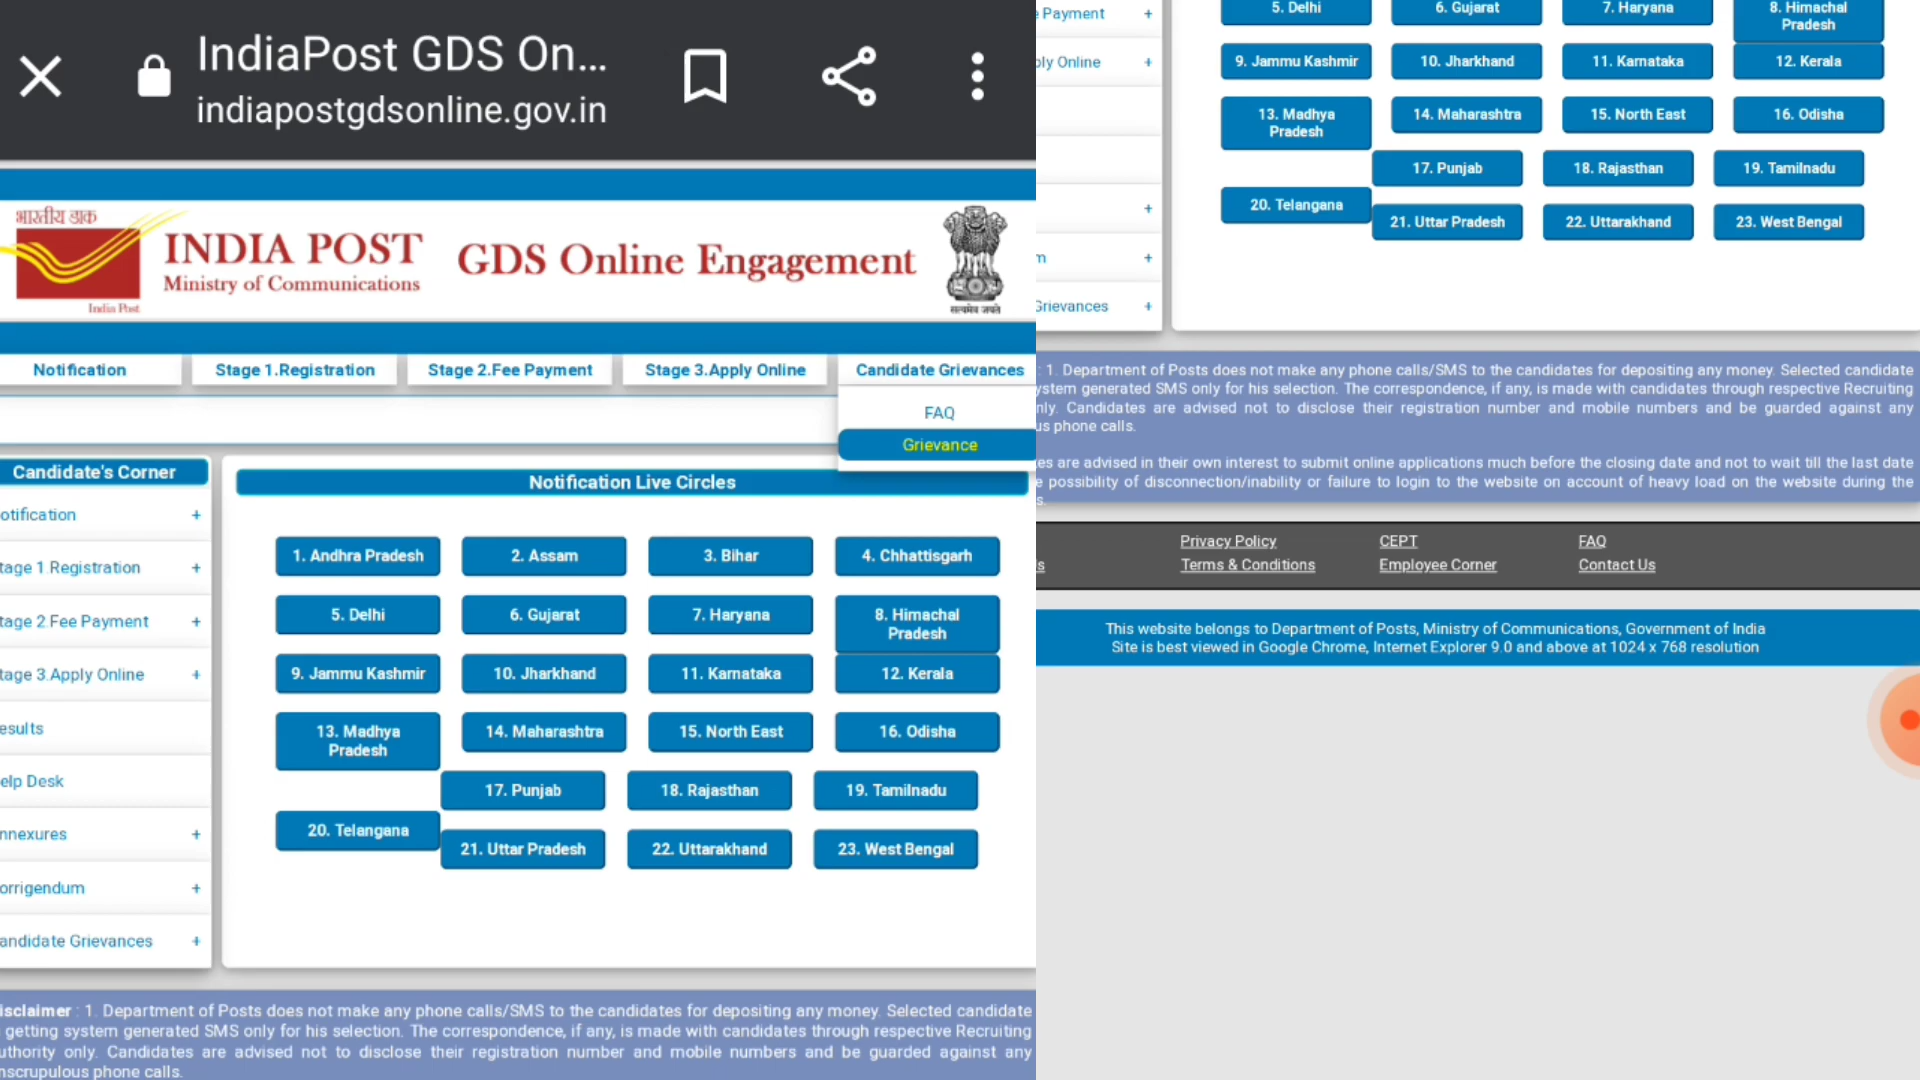 IndiaPost GDS On...
indiapostgdsonline.gov.in
भारतीय डाक
INDIA POST
Ministry of Communications
India Post
GDS Online Engagement
सत्यमेव जयते
Notification
Stage 1.Registration
Stage 2.Fee Payment
Stage 3.Apply Online
Candidate Grievances
FAQ
Grievance
Candidate's Corner
otification +
tage 1 Registration +
tage 2 Fee Payment +
tage 3.Apply Online +
esults
elp Desk
nnexures +
orrigendum +
andidate Grievances +
Notification Live Circles
1. Andhra Pradesh
2. Assam
3. Bihar
4. Chhattisgarh
5. Delhi
6. Gujarat
7. Haryana
8. Himachal
Pradesh
9. Jammu Kashmir
10. Jharkhand
11. Karnataka
12. Kerala
13. Madhya
Pradesh
14. Maharashtra
15. North East
16. Odisha
17. Punjab
18. Rajasthan
19. Tamilnadu
20. Telangana
21. Uttar Pradesh
22. Uttarakhand
23. West Bengal
isclaimer : 1. Department of Posts does not make any phone calls/SMS to the candidates for depositing any money. Selected candidate
getting system generated SMS only for his selection. The correspondence, if any, is made with candidates through respective Recruiting
uthority only. Candidates are advised not to disclose their registration number and mobile numbers and be guarded against any
nscrupulous phone calls.
e Payment +
ply Online +
+
m +
Grievances +
5. Delhi
6. Gujarat
7. Haryana
8. Himachal
Pradesh
9. Jammu Kashmir
10. Jharkhand
11. Karnataka
12. Kerala
13. Madhya
Pradesh
14. Maharashtra
15. North East
16. Odisha
17. Punjab
18. Rajasthan
19. Tamilnadu
20. Telangana
21. Uttar Pradesh
22. Uttarakhand
23. West Bengal
: 1. Department of Posts does not make any phone calls/SMS to the candidates for depositing any money. Selected candidate
ystem generated SMS only for his selection. The correspondence, if any, is made with candidates through respective Recruiting
nly. Candidates are advised not to disclose their registration number and mobile numbers and be guarded against any
us phone calls.
es are advised in their own interest to submit online applications much before the closing date and not to wait till the last date
e possibility of disconnection/inability or failure to login to the website on account of heavy load on the website during the
s.
Privacy Policy
CEPT
FAQ
s
Terms & Conditions
Employee Corner
Contact Us
This website belongs to Department of Posts, Ministry of Communications, Government of India
Site is best viewed in Google Chrome, Internet Explorer 9.0 and above at 1024 x 768 resolution